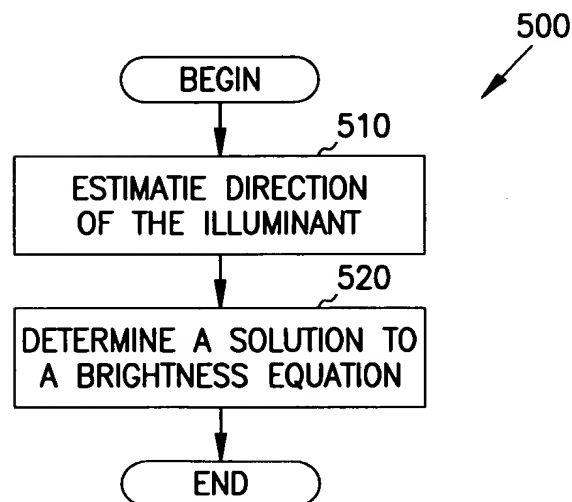 500
BEGIN
510
ESTIMATIE DIRECTION
OF THE ILLUMINANT
520
DETERMINE A SOLUTION TO
A BRIGHTNESS EQUATION
END